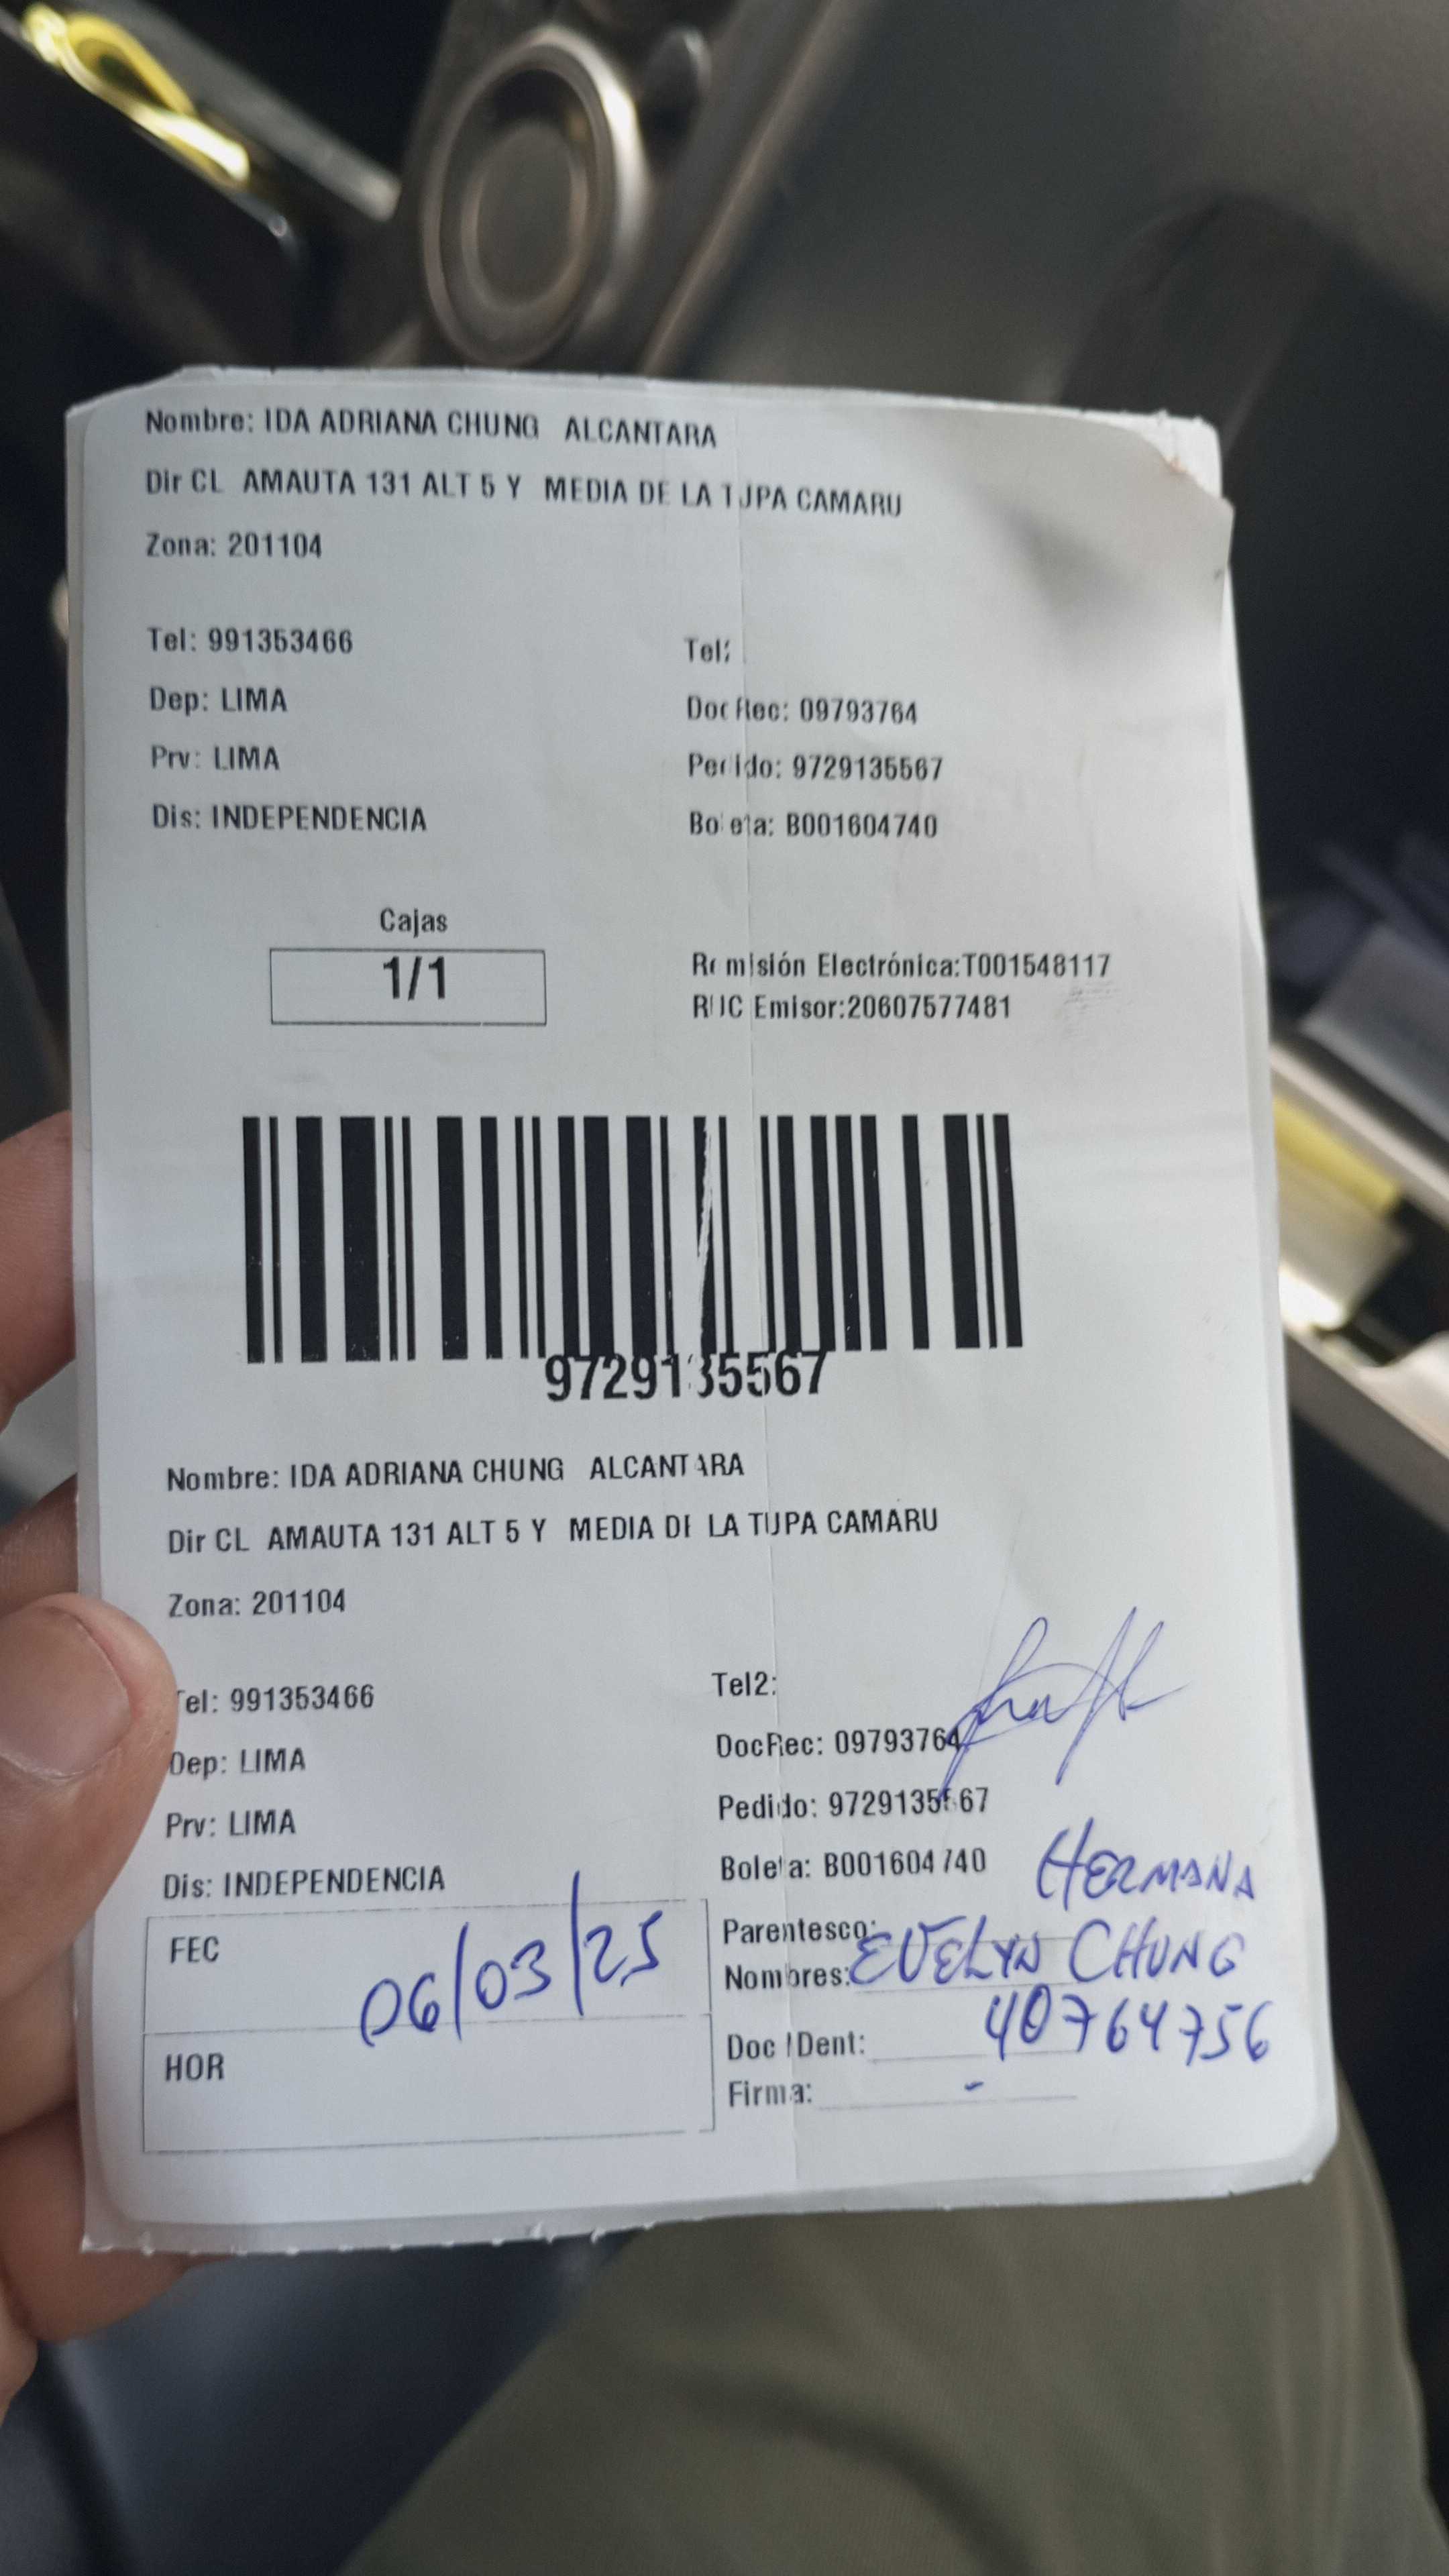 Nombre: IDA ADRIANA CHUNG ALCANTARA
Dir CL AMAUTA 131 ALT 5 Y MEDIA DE LA TUPA CAMARU
Zona: 201104
Tel: 991353466 Tel2:
Dep: LIMA DocRec: 09793764
Prv: LIMA Pedido: 9729135567
Dis: INDEPENDENCIA Boleta: B001604740
Cajas
1/1
Remisión Electrónica:T001548117
RUC Emisor:20607577481
9729135567
Nombre: IDA ADRIANA CHUNG ALCANTARA
Dir CL AMAUTA 131 ALT 5 Y MEDIA DE LA TUPA CAMARU
Zona: 201104
Tel: 991353466 Tel2:
Dep: LIMA DocRec: 09793764
Prv: LIMA Pedido: 9729135567
Dis: INDEPENDENCIA Boleta: B001604740
FEC 06/03/25
HOR
Parentesco: HERMANA
Nombres: EVELYN CHUNG
Doc IDent: 40764756
Firma: -